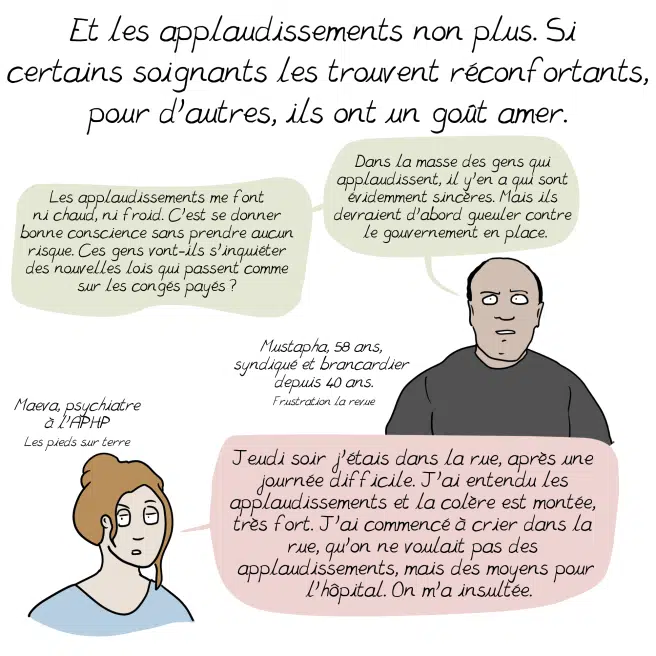 Et les applaudissements non plus. Si
certains soignants les trouvent réconfortants,
pour d'autres, ils ont un goût amer.
Les applaudissements me font
ni chaud, ni froid. C'est se donner
bonne conscience sans prendre aucun
risque. Ces gens vont-ils s'inquiéter
des nouvelles lois qui passent comme
sur les congés payés ?
Dans la masse des gens qui
applaudissent, il y'en a qui sont
évidemment sincères. Mais ils
devraient d'abord gueuler contre
le gouvernement en place.
Mustapha, 58 ans,
syndiqué et brancardier
depuis 40 ans.
Frustration la revue
Maeva, psychiatre
à l'APHP
Les pieds sur terre
Jeudi soir j'étais dans la rue, après une
journée difficile. J'ai entendu les
applaudissements et la colère est montée,
très fort. J'ai commencé à crier dans la
rue, qu'on ne voulait pas des
applaudissements, mais des moyens pour
l'hôpital. On m'a insultée.